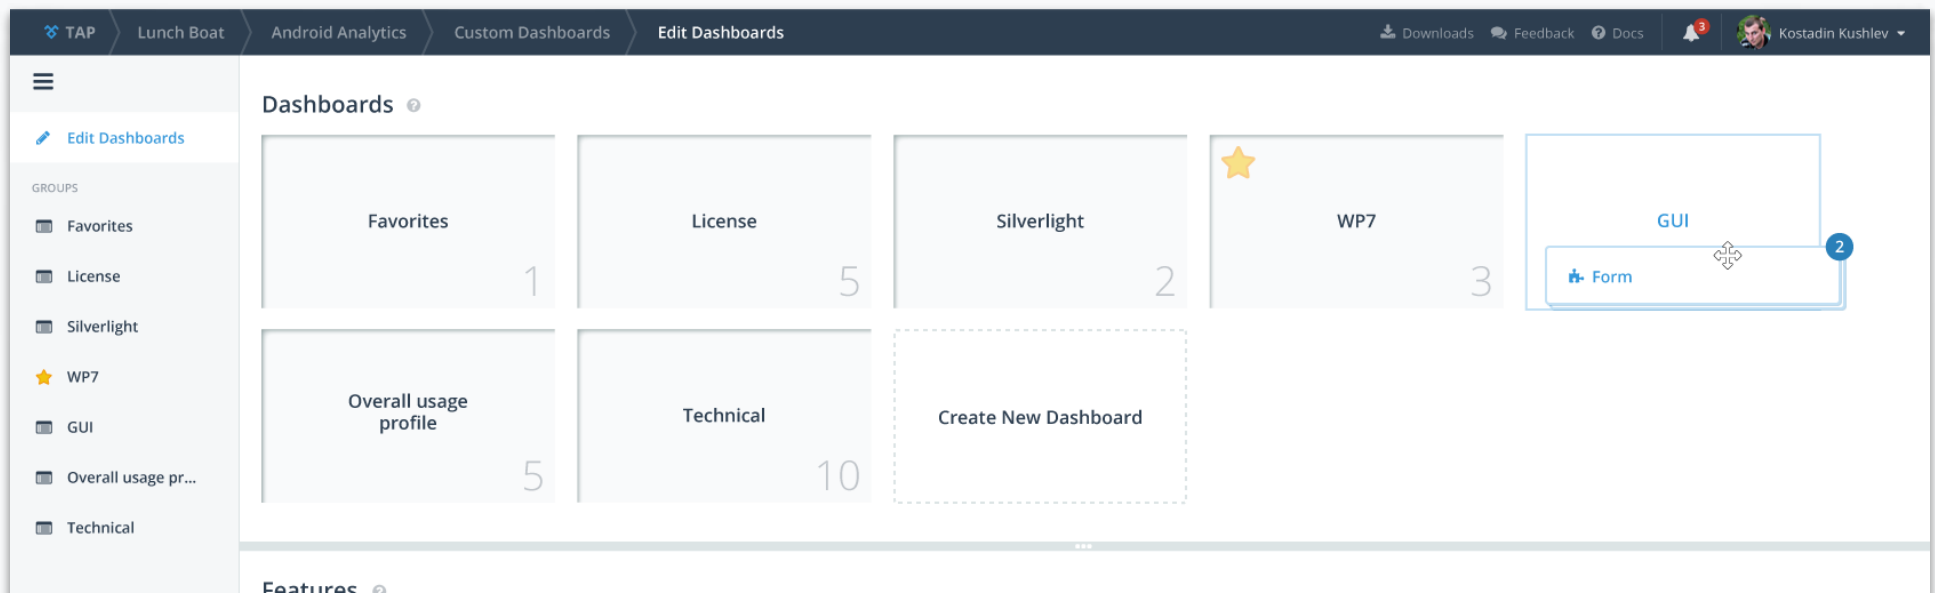 TAP
Lunch Boat
Android Analytics
Custom Dashboards
Edit Dashboards
Downloads
Feedback
Docs
3
Kostadin Kushlev
Edit Dashboards
GROUPS
Favorites
License
Silverlight
WP7
GUI
Overall usage pr...
Technical
Dashboards
Favorites
1
License
5
Silverlight
2
WP7
3
GUI
2
Form
Overall usage
profile
5
Technical
10
Create New Dashboard
Features